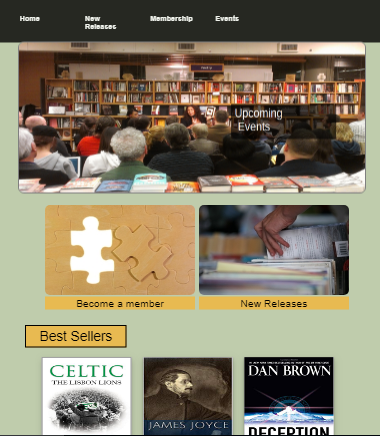 Home
New
Releases
Membership
Events
Upcoming
Events
Become a member
New Releases
Best Sellers
CELTIC
THE LISBON LIONS
JAMES JOYCE
DAN BROWN
DECEPTION